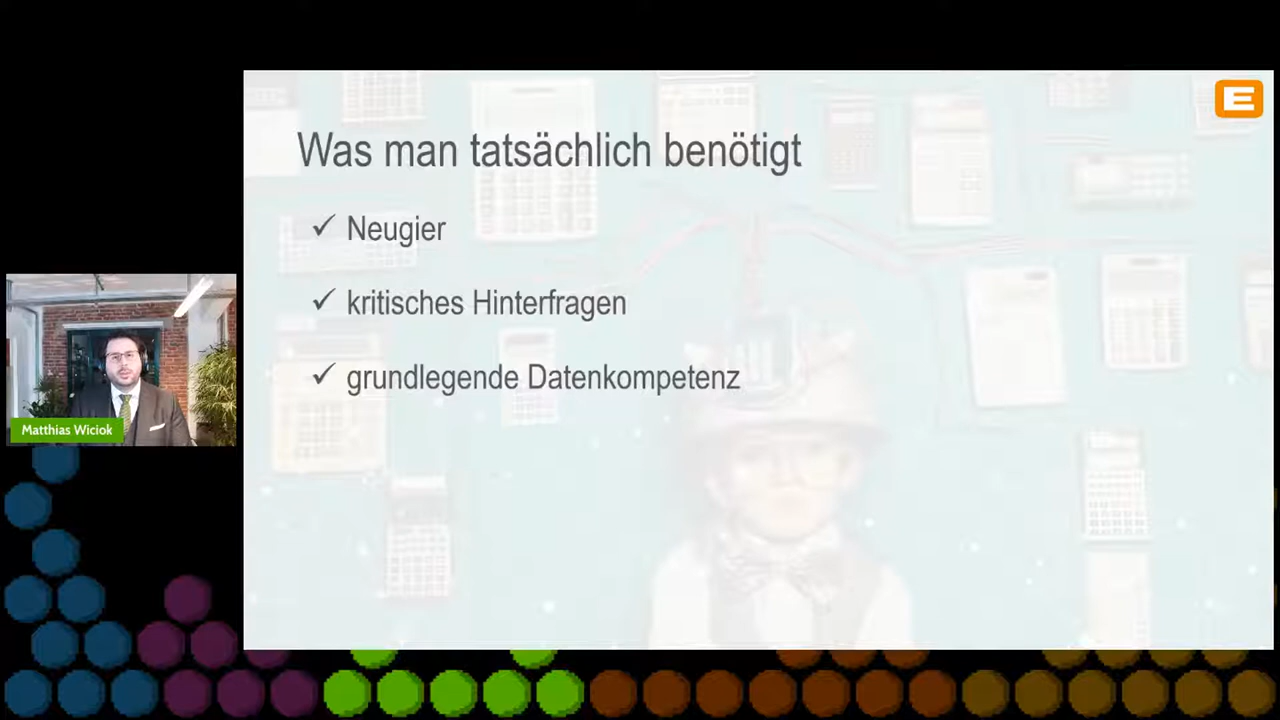 E
Was man tatsächlich benötigt
✓ Neugier
✓ kritisches Hinterfragen
✓ grundlegende Datenkompetenz
Matthias Wiciok